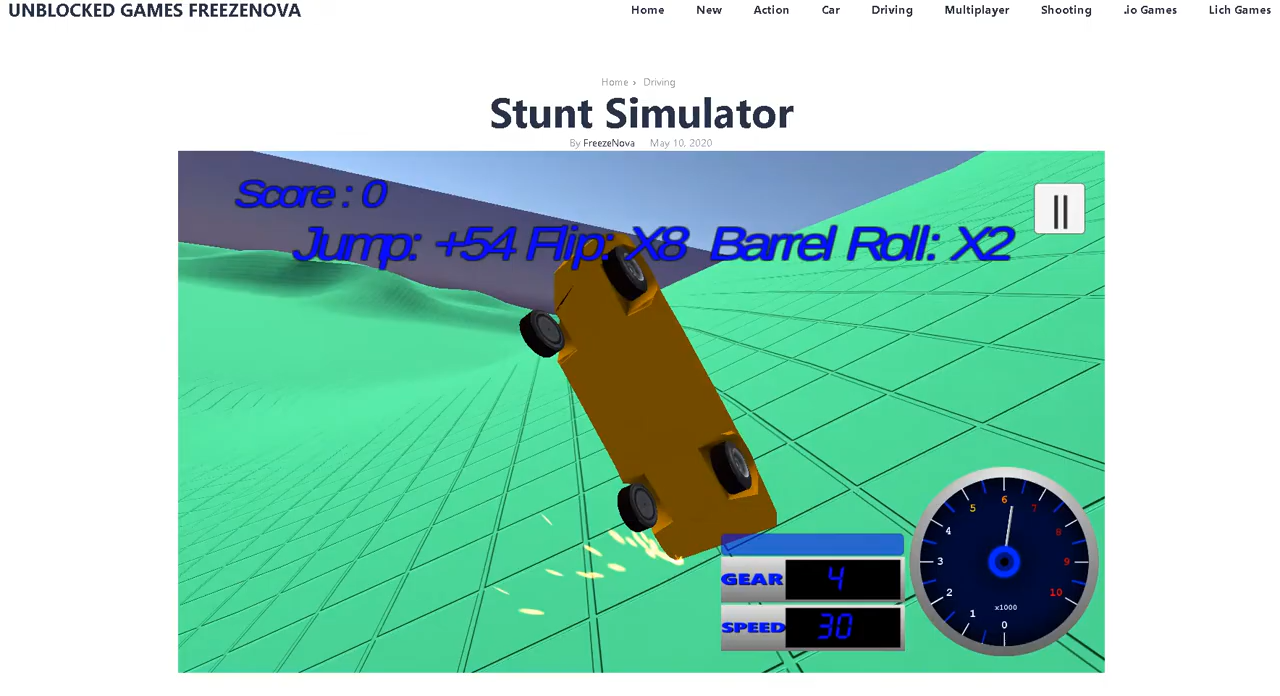 UNBLOCKED GAMES FREEZENOVA
Home New Action Car Driving Multiplayer Shooting .io Games Lich Games
Home › Driving
Stunt Simulator
By FreezeNova May 10, 2020
Score : 0
Jump: +54 Flip: X8 Barrel Roll: X2
GEAR 4
SPEED 30
0 1 2 3 4 5 6 7 8 9 10
x1000